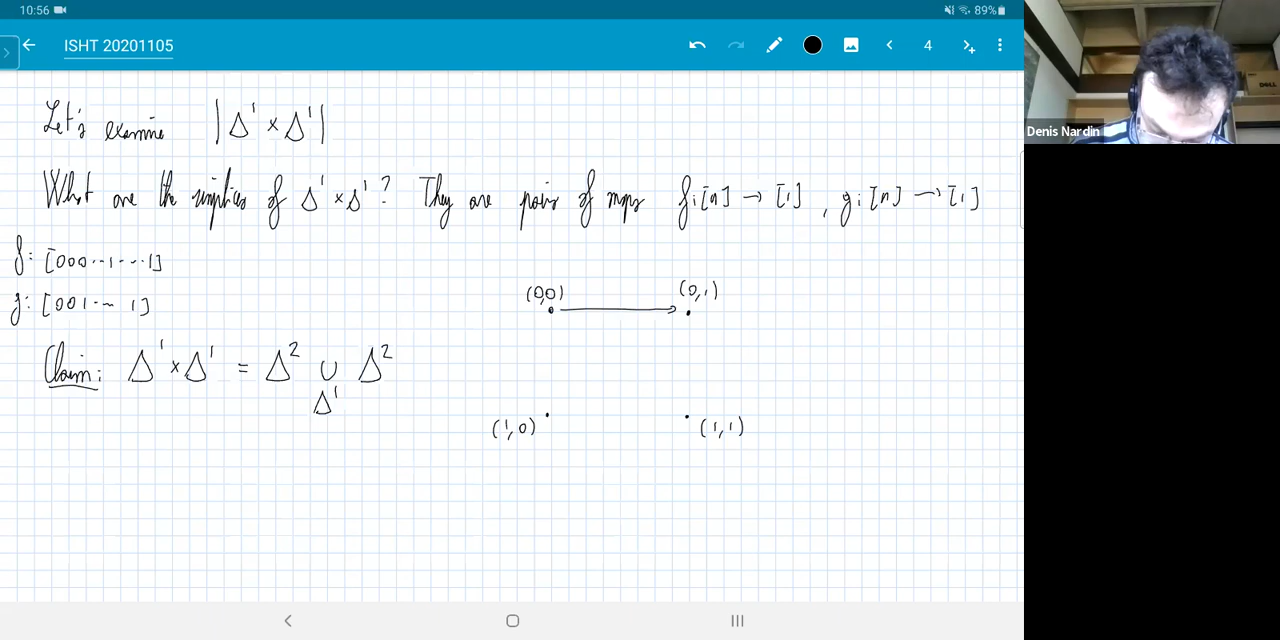 10:56 89%
ISHT 20201105
4
Let's examine |Δ¹ × Δ¹|
What are the simplices of Δ¹ × Δ¹? They are pairs of maps f: [n] → [1], g: [n] → [1]
f: [000···1···1]
g: [001··· 1]
(0,0) (0,1)
Claim: Δ¹ × Δ¹ = Δ² ∪ Δ²
Δ¹
(1,0) (1,1)
Denis Nardin
DELL